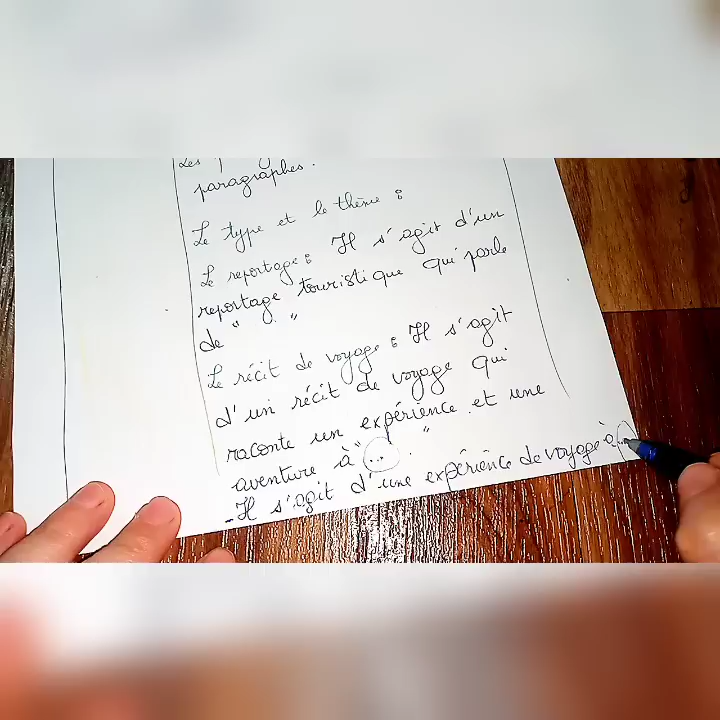 Les
paragraphes.
Le type et le thème :
Le reportage : Il s'agit d'un
reportage touristique qui parle
de " . "
Le récit de voyage : Il s'agit
d'un récit de voyage qui
raconte un expérience et une
aventure à " ... . "
- Il s'agit d'une expérience de voyage à ...